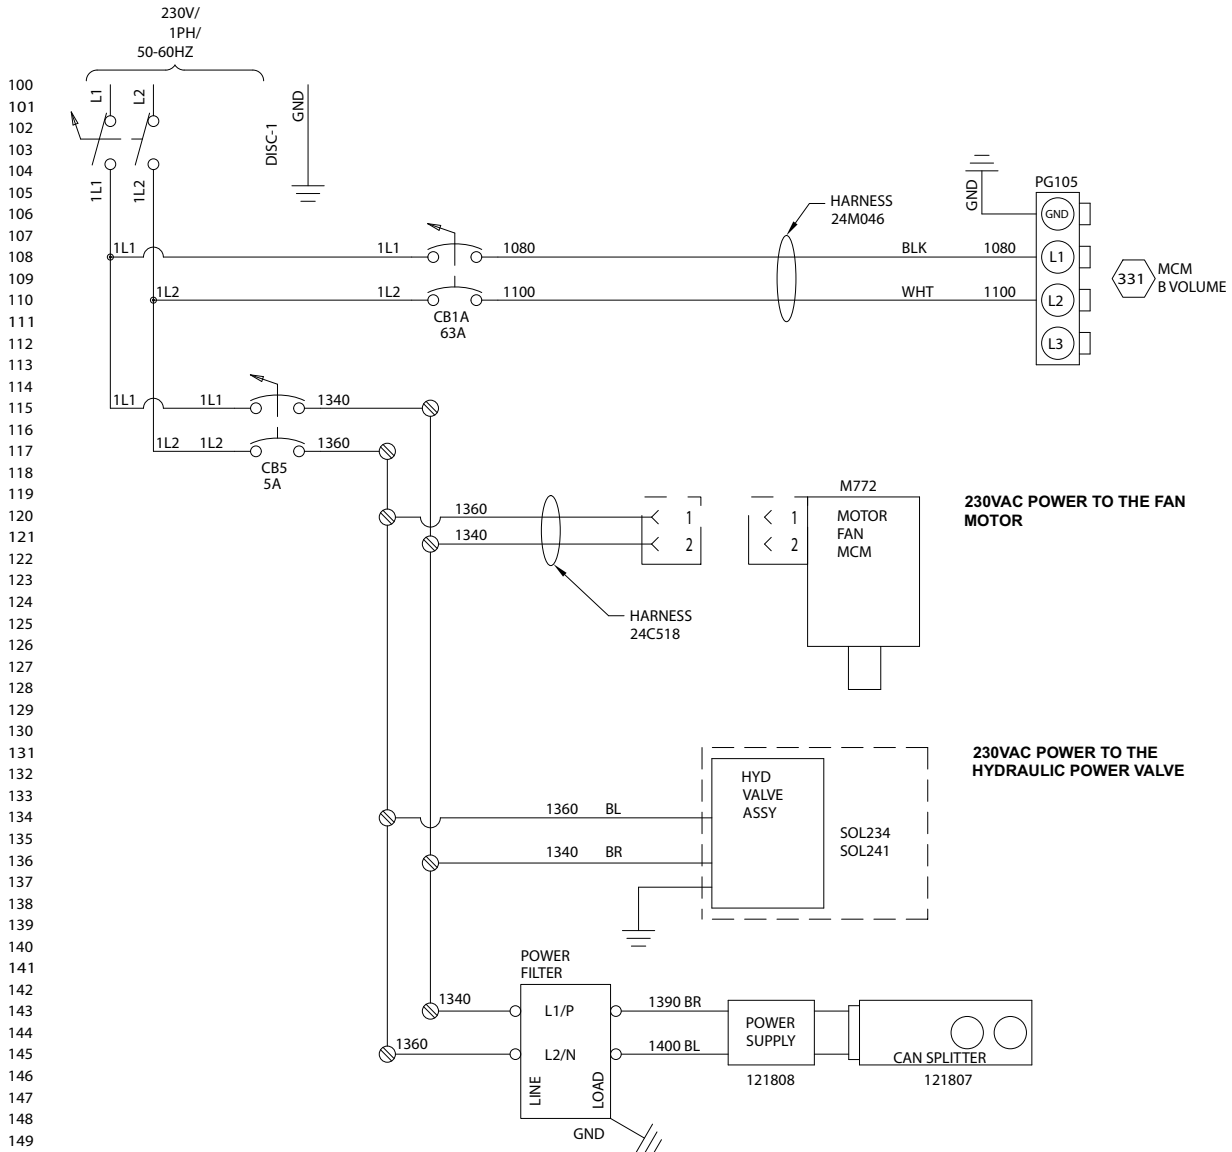 230V/
1PH/
50-60HZ
100
101
102
103
104
105
106
107
108
109
110
111
112
113
114
115
116
117
118
119
120
121
122
123
124
125
126
127
128
129
130
131
132
133
134
135
136
137
138
139
140
141
142
143
144
145
146
147
148
149
L1
L2
DISC-1
GND
1L1
1L2
1L1
1L1
1080
1L2
1L2
1100
CB1A
63A
HARNESS
24M046
BLK
1080
WHT
1100
GND
PG105
GND
L1
L2
L3
331
MCM
B VOLUME
1L1
1L1
1340
1L2
1L2
1360
CB5
5A
1360
1340
HARNESS
24C518
1
2
1
2
M772
MOTOR
FAN
MCM
230VAC POWER TO THE FAN
MOTOR
230VAC POWER TO THE
HYDRAULIC POWER VALVE
1360 BL
1340 BR
HYD
VALVE
ASSY
SOL234
SOL241
POWER
FILTER
1340
1360
L1/P
L2/N
LINE
LOAD
GND
1390 BR
1400 BL
POWER
SUPPLY
121808
CAN SPLITTER
121807